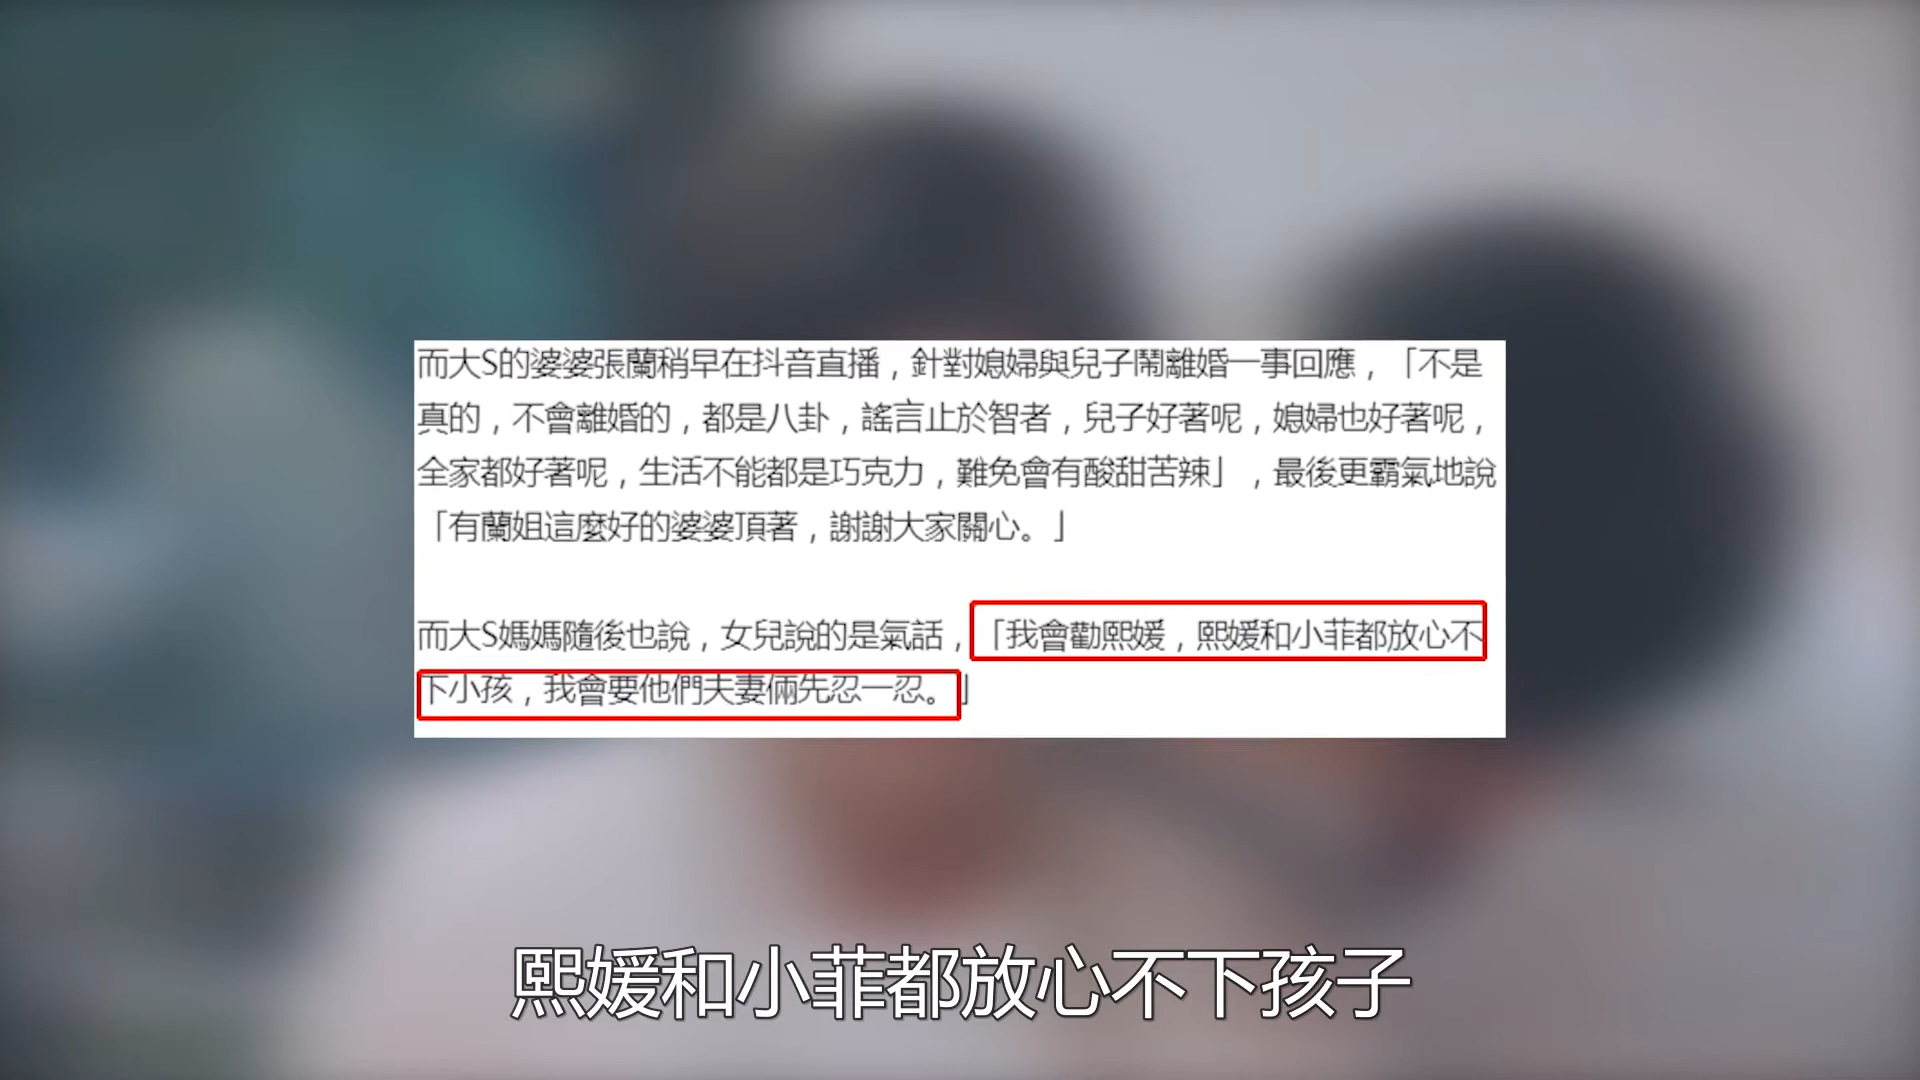 而大S的婆婆張蘭稍早在抖音直播，針對媳婦與兒子鬧離婚一事回應，「不是
真的，不會離婚的，都是八卦，謠言止於智者，兒子好著呢，媳婦也好著呢，
全家都好著呢，生活不能都是巧克力，難免會有酸甜苦辣」，最後更霸氣地說
「有蘭姐這麼好的婆婆頂著，謝謝大家關心。」
而大S媽媽隨後也說，女兒說的是氣話，「我會勸熙媛，熙媛和小菲都放心不
下小孩，我會要他們夫妻倆先忍一忍。」
熙媛和小菲都放心不下孩子